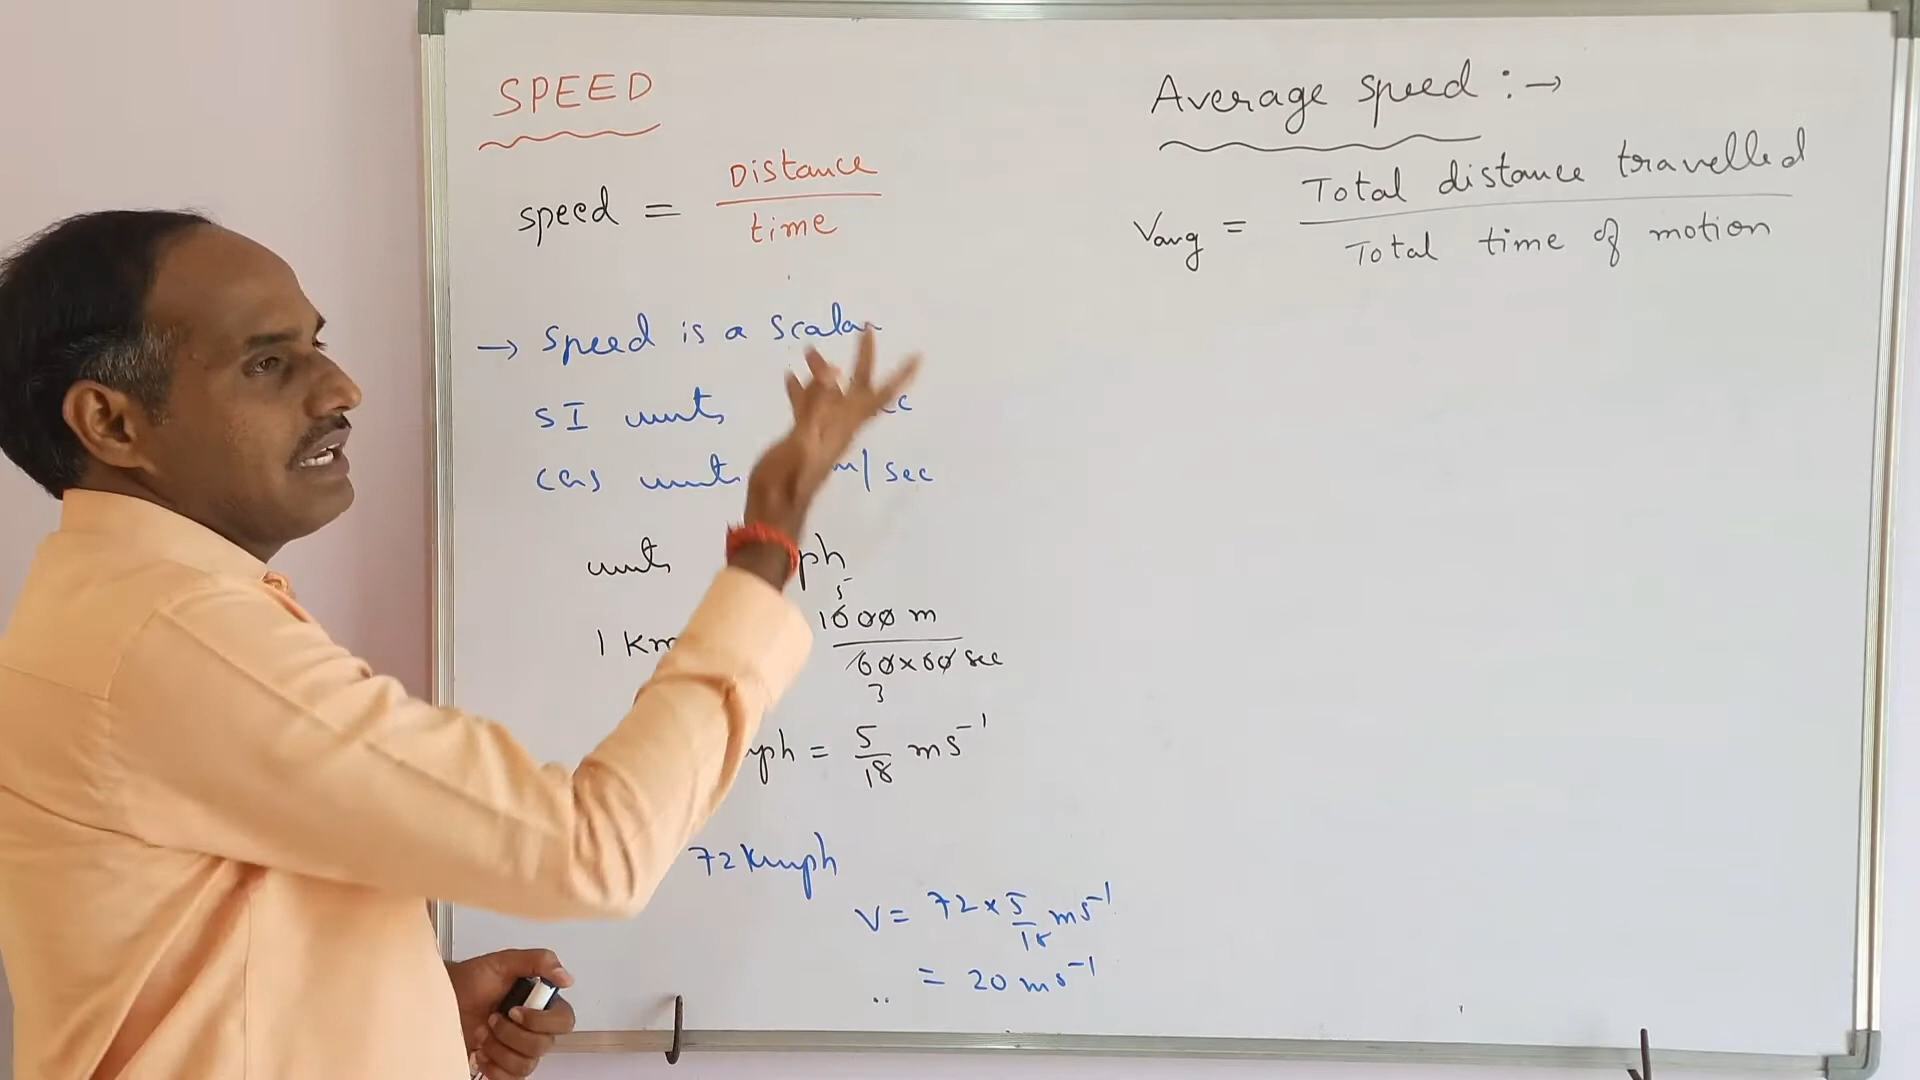 SPEED
speed = Distance / time
→ Speed is a scalar
SI units
CGS units m/sec
units ph
1 Km 1000 m / 60×60 sec
5
3
mph = 5/18 ms⁻¹
72 Kmph
V = 72 × 5/18 ms⁻¹
= 20 ms⁻¹
Average speed :→
Vavg = Total distance travelled / Total time of motion